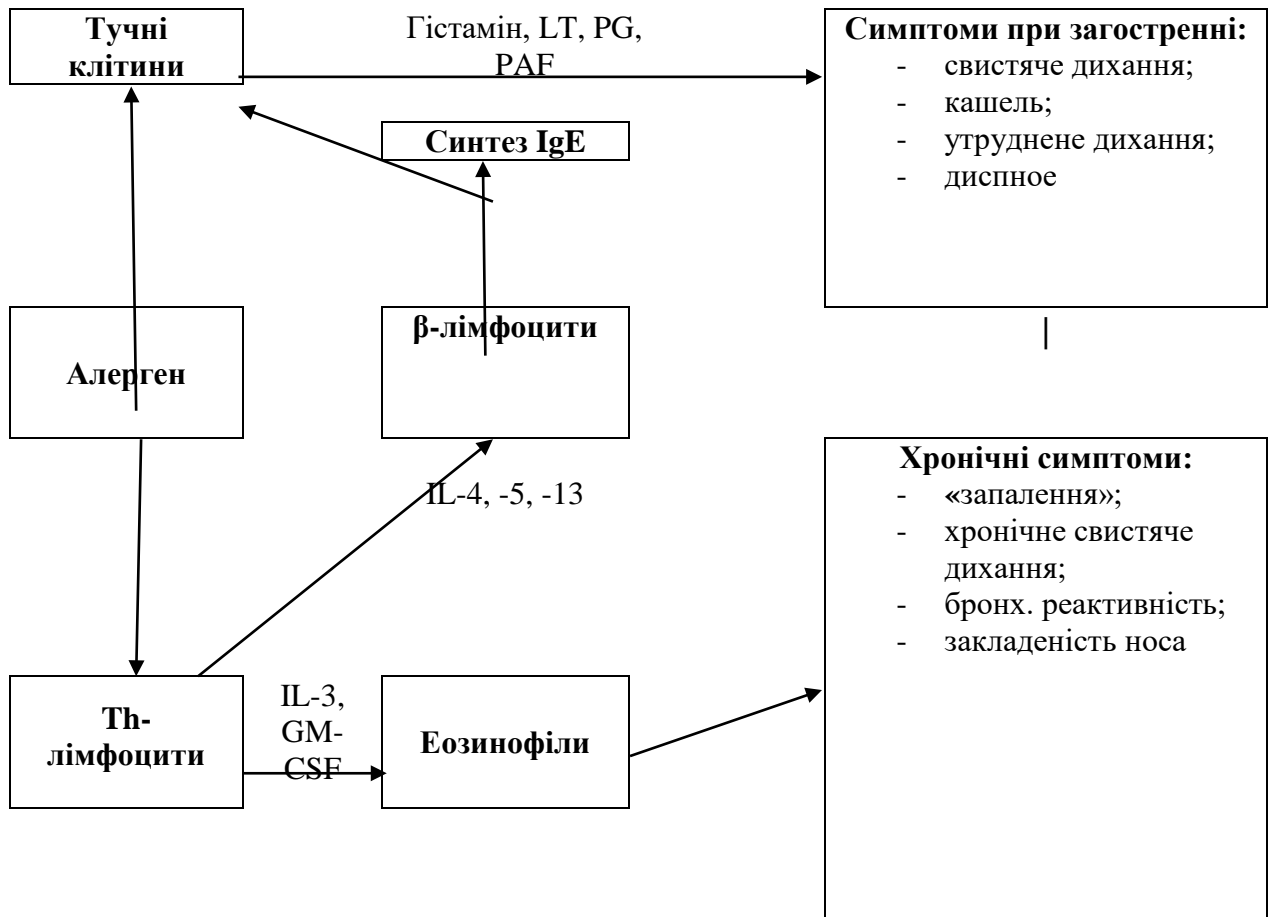 Тучні
клітини
Гістамін, LT, PG,
PAF
Симптоми при загостренні:
- свистяче дихання;
- кашель;
- утруднене дихання;
- диспное
Синтез IgE
Алерген
β-лімфоцити
IL-4, -5, -13
Хронічні симптоми:
- «запалення»;
- хронічне свистяче
дихання;
- бронх. реактивність;
- закладеність носа
Th-
лімфоцити
IL-3,
GM-
CSF
Еозинофіли